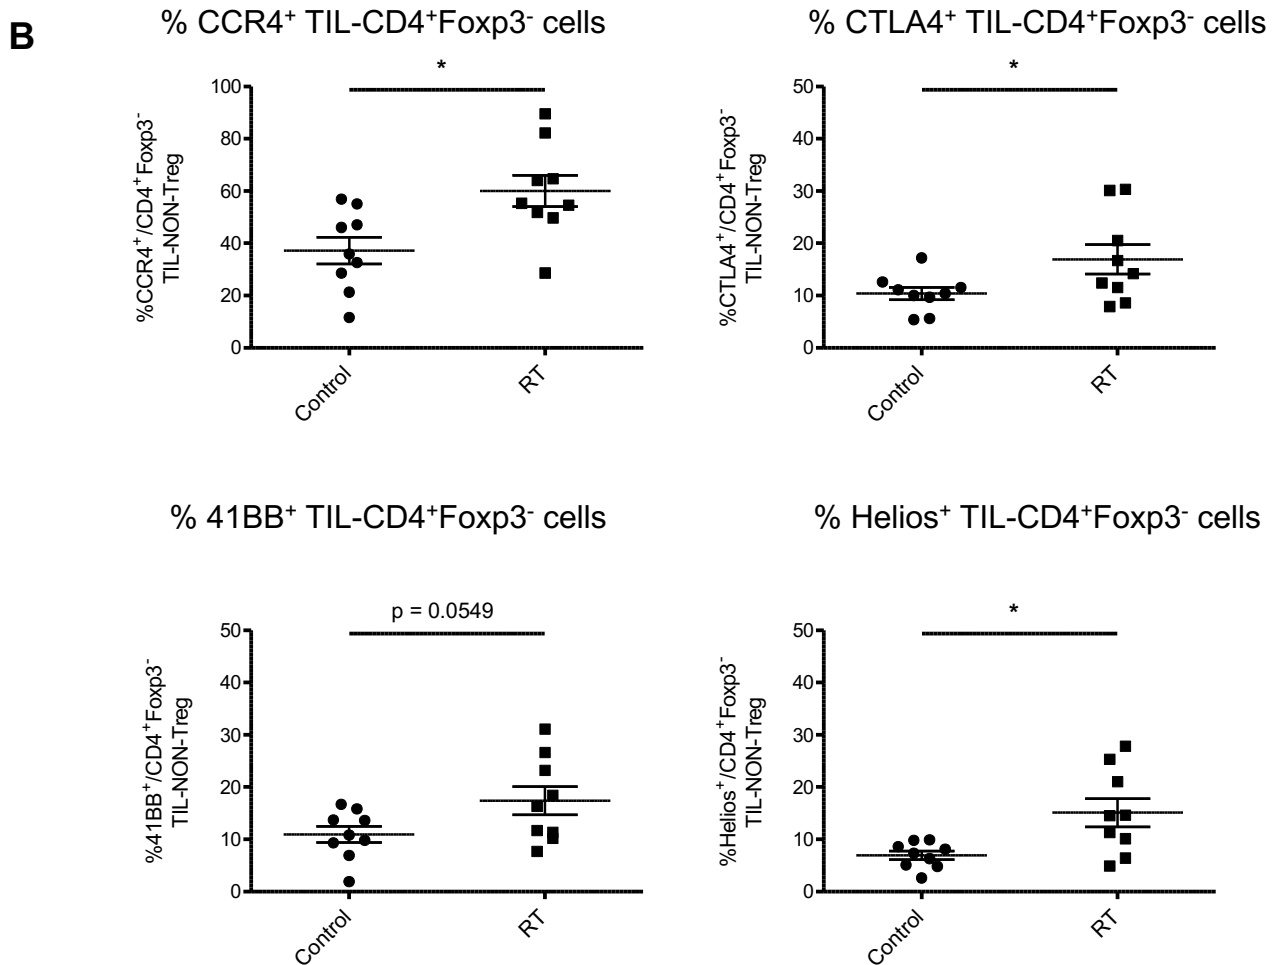 B
% CCR4⁺ TIL-CD4⁺Foxp3⁻ cells
*
%CCR4⁺/CD4⁺Foxp3⁻
TIL-NON-Treg
100
80
60
40
20
0
Control
RT
% CTLA4⁺ TIL-CD4⁺Foxp3⁻ cells
*
%CTLA4⁺/CD4⁺Foxp3⁻
TIL-NON-Treg
50
40
30
20
10
0
Control
RT
% 41BB⁺ TIL-CD4⁺Foxp3⁻ cells
p = 0.0549
%41BB⁺/CD4⁺Foxp3⁻
TIL-NON-Treg
50
40
30
20
10
0
Control
RT
% Helios⁺ TIL-CD4⁺Foxp3⁻ cells
*
%Helios⁺/CD4⁺Foxp3⁻
TIL-NON-Treg
50
40
30
20
10
0
Control
RT